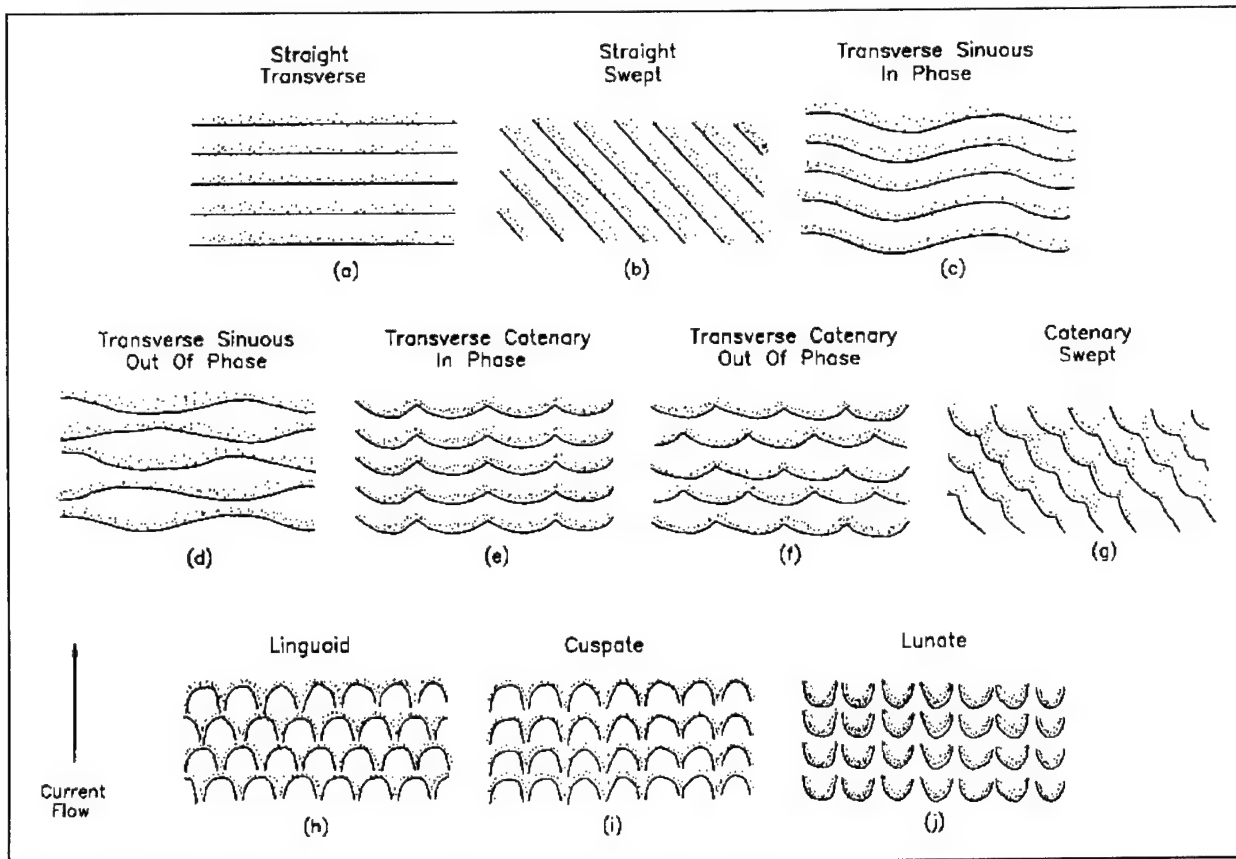 Straight
Transverse
(a)
Straight
Swept
(b)
Transverse Sinuous
In Phase
(c)
Transverse Sinuous
Out Of Phase
(d)
Transverse Catenary
In Phase
(e)
Transverse Catenary
Out Of Phase
(f)
Catenary
Swept
(g)
Current
Flow
Linguoid
(h)
Cuspate
(i)
Lunate
(j)